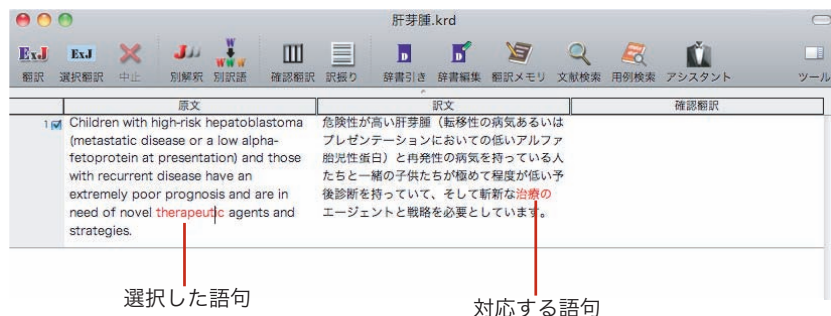 肝芽腫.krd
ExJ ExJ
翻訳 選択翻訳 中止 別解釈 別訳語 確認翻訳 訳振り 辞書引き 辞書編集 翻訳メモリ 文献検索 用例検索 アシスタント ツール
原文 訳文 確認翻訳
1 Children with high-risk hepatoblastoma
(metastatic disease or a low alpha-
fetoprotein at presentation) and those
with recurrent disease have an
extremely poor prognosis and are in
need of novel therapeutic agents and
strategies.
危険性が高い肝芽腫（転移性の病気あるいは
プレゼンテーションにおいての低いアルファ
胎児性蛋白）と再発性の病気を持っている人
たちと一緒の子供たちが極めて程度が低い予
後診断を持っていて、そして斬新な治療の
エージェントと戦略を必要としています。
選択した語句
対応する語句